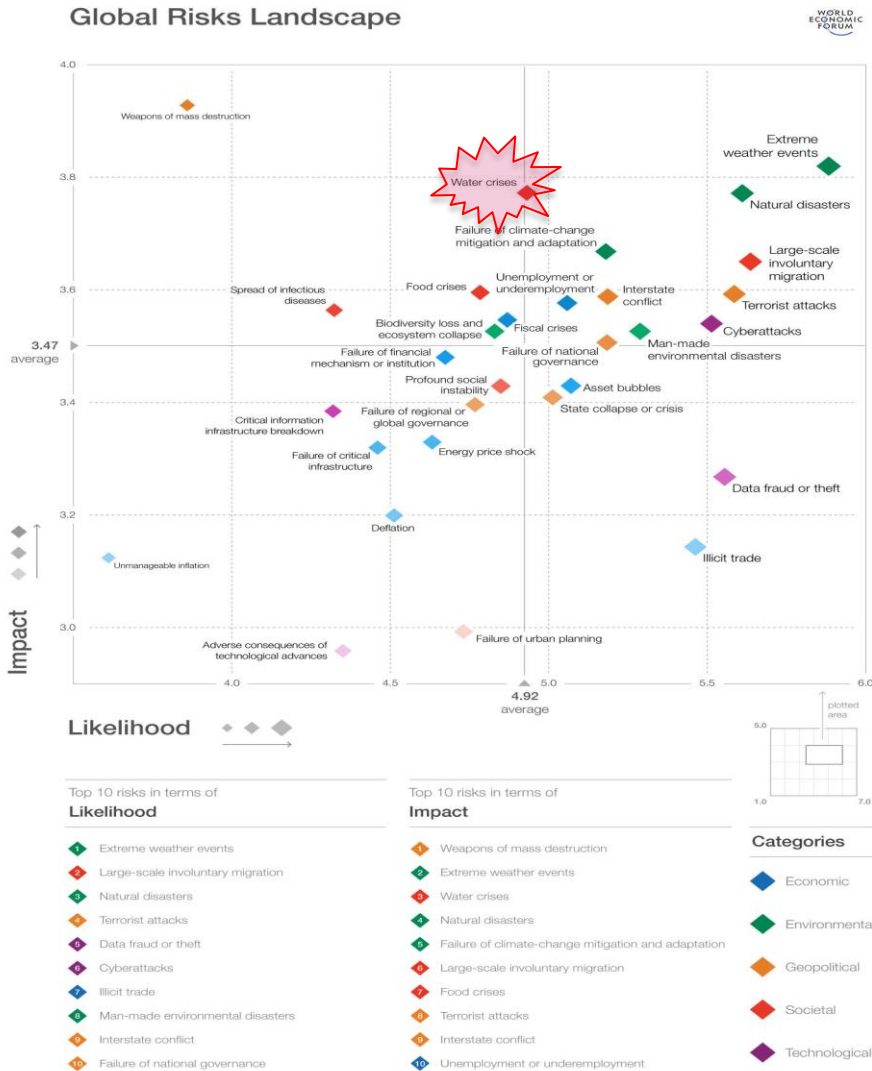 Global Risks Landscape
WORLD
ECONOMIC
FORUM
4.0
Weapons of mass destruction
Extreme
weather events
3.8
Water crises
Natural disasters
Failure of climate-change
mitigation and adaptation
Large-scale
involuntary
migration
3.6
Spread of infectious
diseases
Food crises
Unemployment or
underemployment
Interstate
conflict
Terrorist attacks
Biodiversity loss and
ecosystem collapse
Fiscal crises
Cyberattacks
3.47
average
Failure of financial
mechanism or institution
Failure of national
governance
Man-made
environmental disasters
Profound social
instability
Asset bubbles
3.4
Critical information
infrastructure breakdown
Failure of regional or
global governance
State collapse or crisis
Failure of critical
infrastructure
Energy price shock
Data fraud or theft
3.2
Deflation
Illicit trade
Unmanageable inflation
3.0
Failure of urban planning
Adverse consequences of
technological advances
Impact
4.0
4.5
5.0
5.5
6.0
4.92
average
plotted
area
Likelihood
5.0
1.0
7.0
Top 10 risks in terms of
Likelihood
1 Extreme weather events
2 Large-scale involuntary migration
3 Natural disasters
4 Terrorist attacks
5 Data fraud or theft
6 Cyberattacks
7 Illicit trade
8 Man-made environmental disasters
9 Interstate conflict
10 Failure of national governance
Top 10 risks in terms of
Impact
1 Weapons of mass destruction
2 Extreme weather events
3 Water crises
4 Natural disasters
5 Failure of climate-change mitigation and adaptation
6 Large-scale involuntary migration
7 Food crises
8 Terrorist attacks
9 Interstate conflict
10 Unemployment or underemployment
Categories
Economic
Environmenta
Geopolitical
Societal
Technological